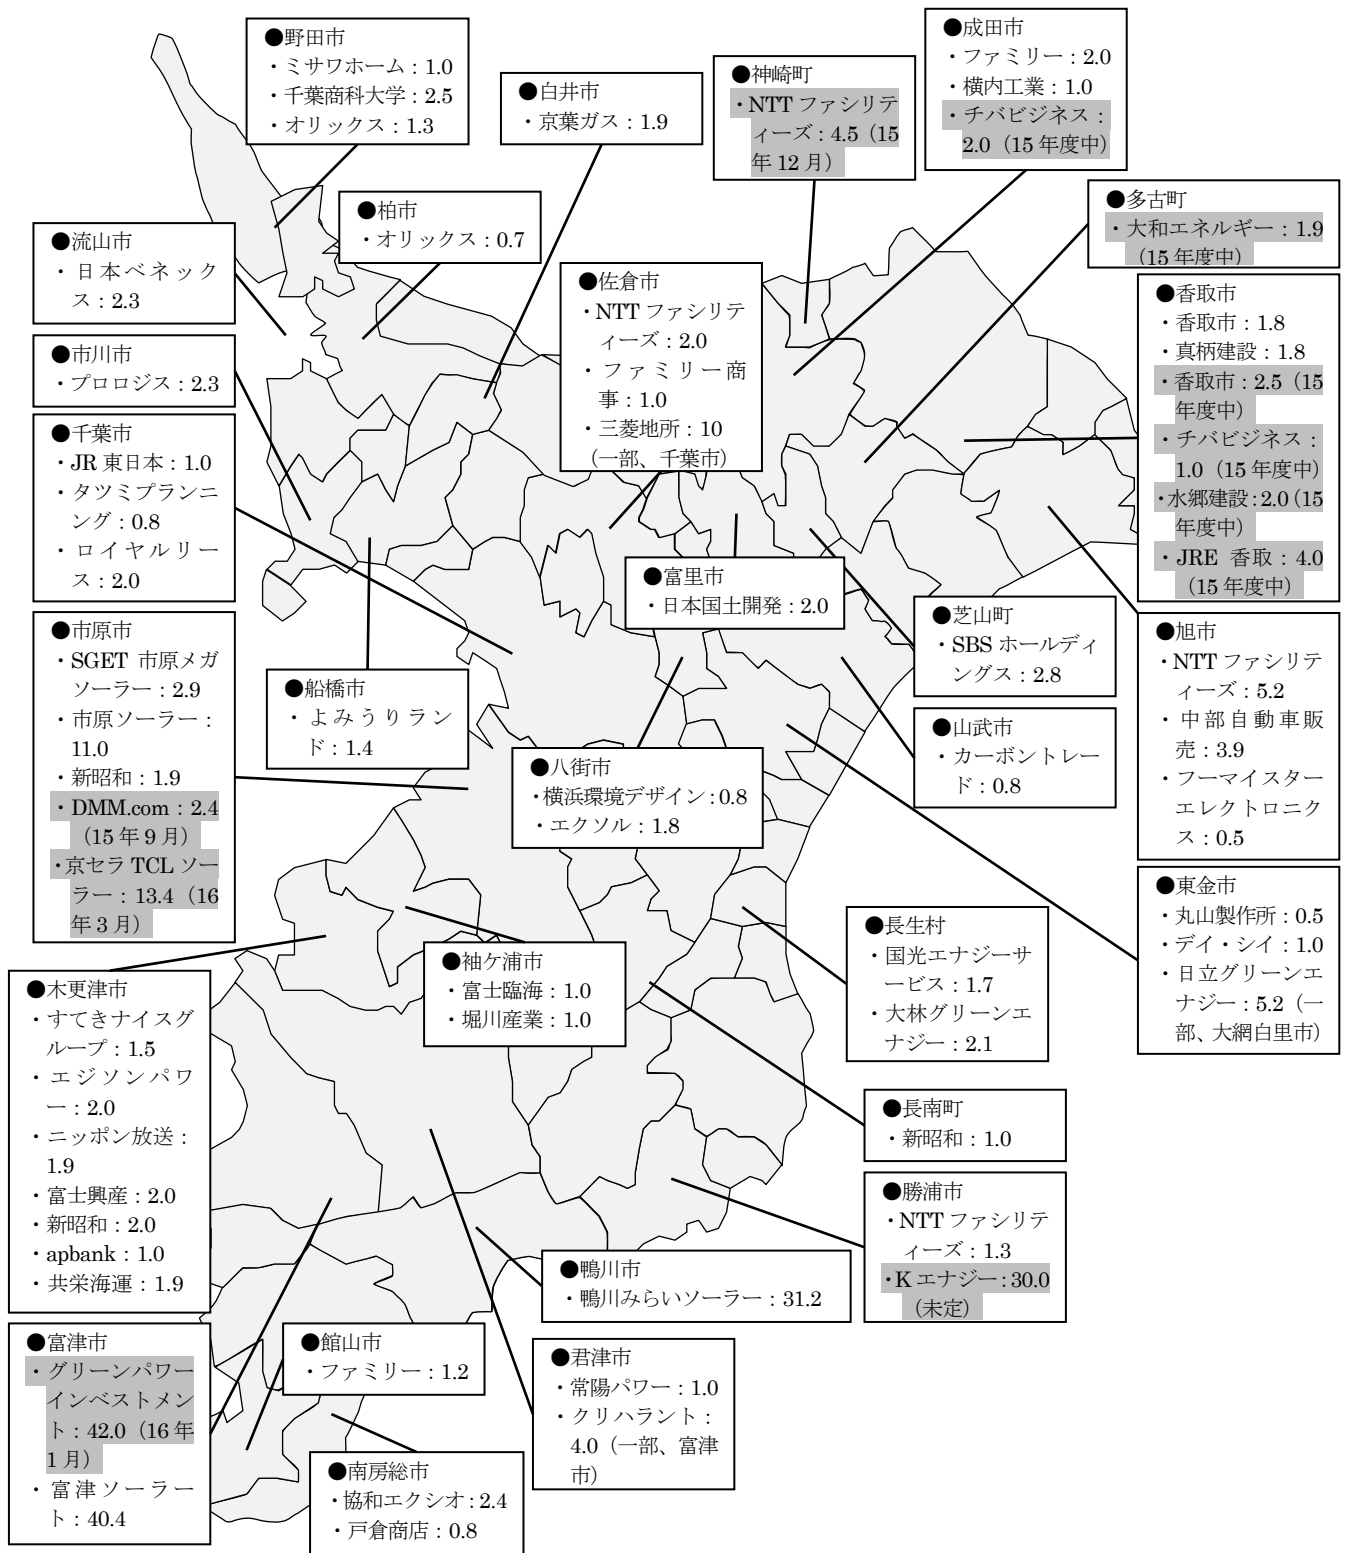 ●野田市
・ミサワホーム：1.0
・千葉商科大学：2.5
・オリックス：1.3
●白井市
・京葉ガス：1.9
●神崎町
・NTT ファシリテ
ィーズ：4.5（15
年 12 月）
●成田市
・ファミリー：2.0
・横内工業：1.0
・チバビジネス：
2.0（15 年度中）
●多古町
・大和エネルギー：1.9
（15 年度中）
●流山市
・日本ベネック
ス：2.3
●柏市
・オリックス：0.7
●佐倉市
・NTT ファシリテ
ィーズ：2.0
・ファミリー商
事：1.0
・三菱地所：10
（一部、千葉市）
●香取市
・香取市：1.8
・真柄建設：1.8
・香取市：2.5（15
年度中）
・チバビジネス：
1.0（15 年度中）
・水郷建設：2.0（15
年度中）
・JRE 香取：4.0
（15 年度中）
●市川市
・プロロジス：2.3
●千葉市
・JR 東日本：1.0
・タツミプランニ
ング：0.8
・ロイヤルリー
ス：2.0
●富里市
・日本国土開発：2.0
●芝山町
・SBS ホールディ
ングス：2.8
●旭市
・NTT ファシリテ
ィーズ：5.2
・中部自動車販
売：3.9
・フーマイスター
エレクトロニク
ス：0.5
●市原市
・SGET 市原メガ
ソーラー：2.9
・市原ソーラー：
11.0
・新昭和：1.9
・DMM.com：2.4
（15 年 9 月）
・京セラ TCL ソー
ラー：13.4（16
年 3 月）
●船橋市
・よみうりラン
ド：1.4
●山武市
・カーボントレー
ド：0.8
●八街市
・横浜環境デザイン：0.8
・エクソル：1.8
●東金市
・丸山製作所：0.5
・デイ・シイ：1.0
・日立グリーンエ
ナジー：5.2（一
部、大網白里市）
●長生村
・国光エナジーサ
ービス：1.7
・大林グリーンエ
ナジー：2.1
●袖ケ浦市
・富士臨海：1.0
・堀川産業：1.0
●木更津市
・すてきナイスグ
ループ：1.5
・エジソンパワ
ー：2.0
・ニッポン放送：
1.9
・富士興産：2.0
・新昭和：2.0
・apbank：1.0
・共栄海運：1.9
●長南町
・新昭和：1.0
●勝浦市
・NTT ファシリテ
ィーズ：1.3
・K エナジー：30.0
（未定）
●鴨川市
・鴨川みらいソーラー：31.2
●富津市
・グリーンパワー
インベストメン
ト：42.0（16 年
1 月）
・富津ソーラー
ト：40.4
●館山市
・ファミリー：1.2
●君津市
・常陽パワー：1.0
・クリハラント：
4.0（一部、富津
市）
●南房総市
・協和エクシオ：2.4
・戸倉商店：0.8